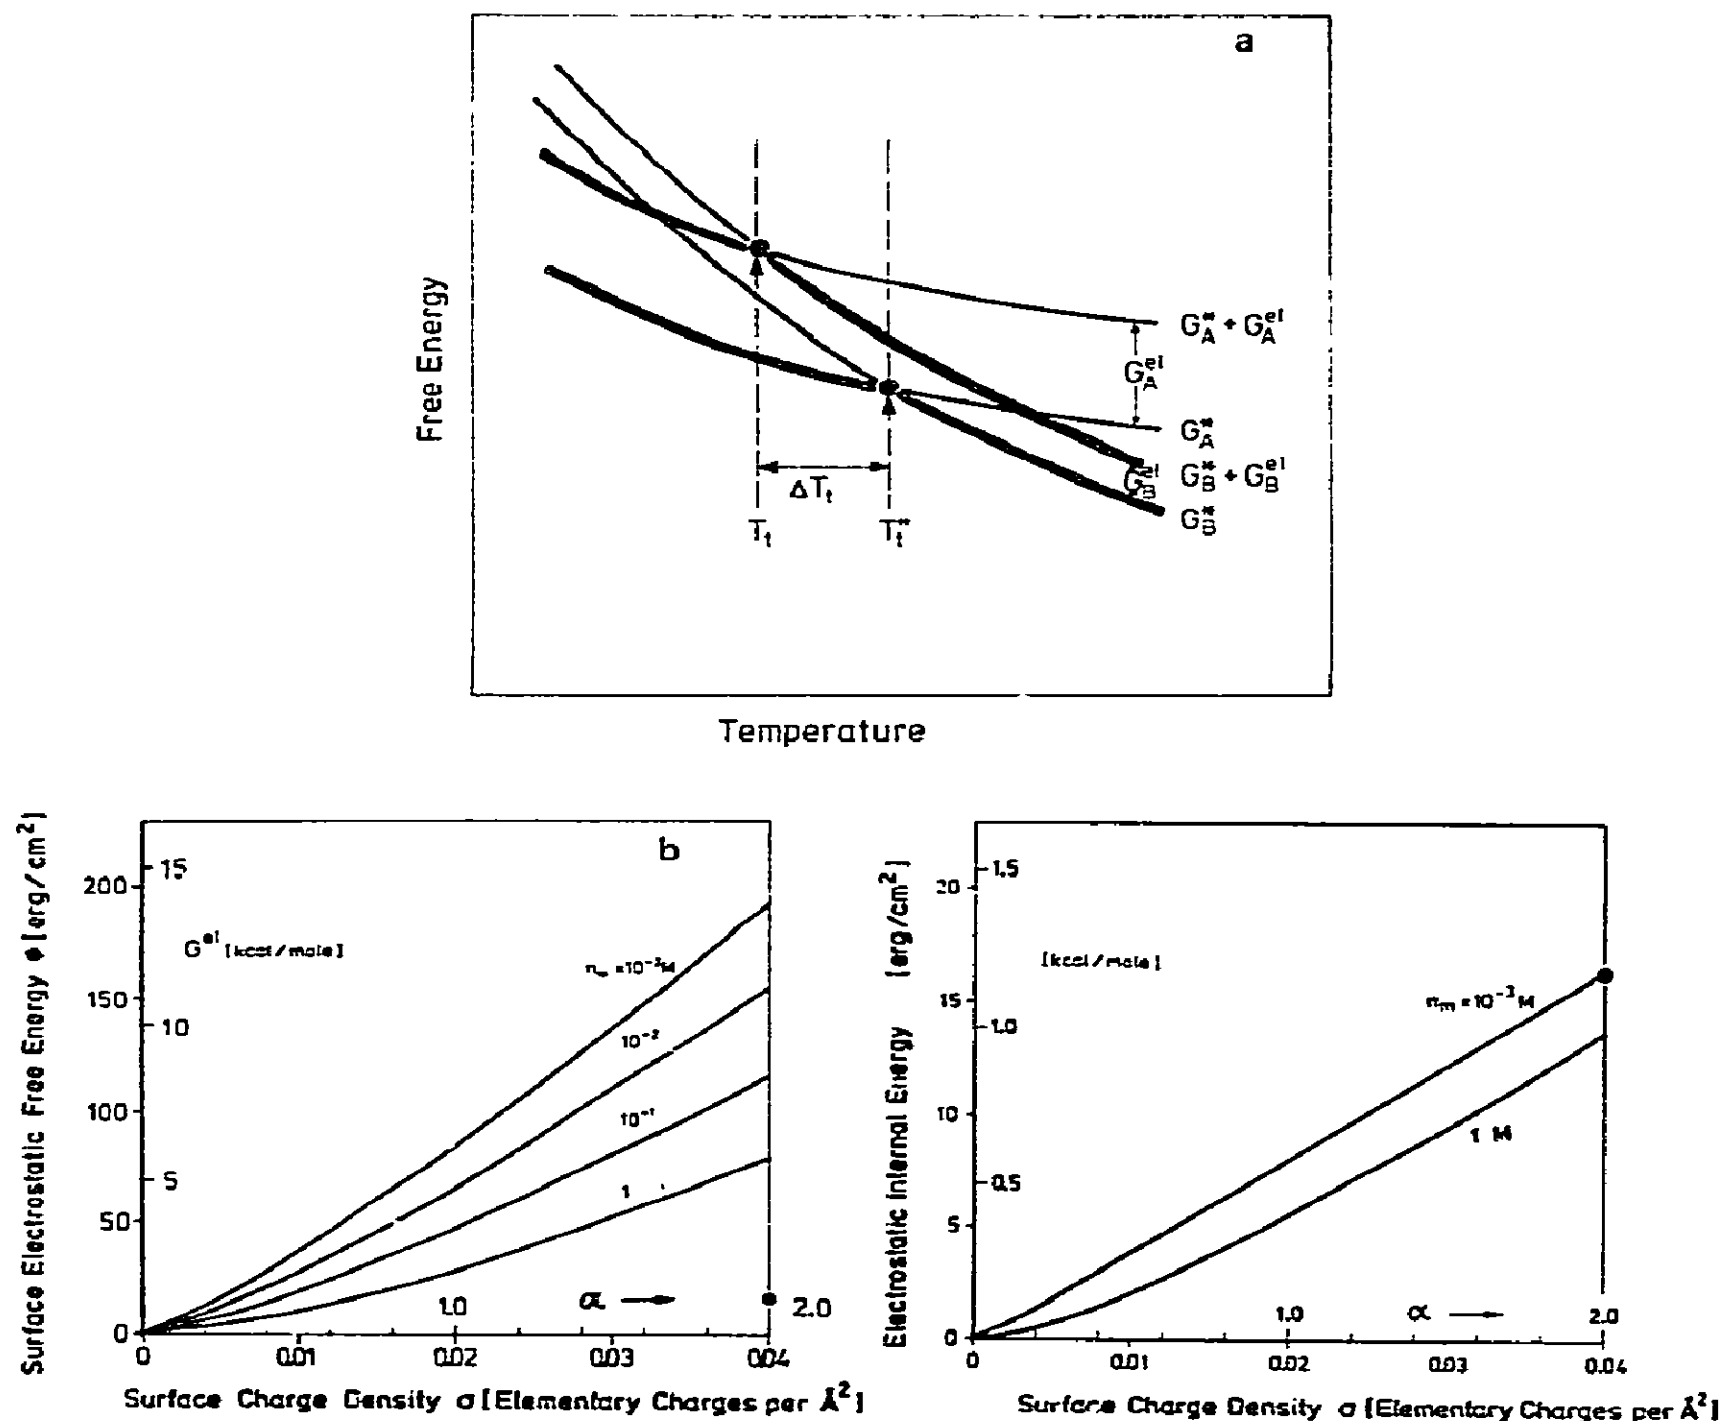 a
Free Energy
G*A + GelA
GelA
G*A
GelB G*B + GelB
G*B
ΔTt
Tt T*t
Temperature
b
Surface Electrostatic Free Energy Φ [erg/cm²]
200
150
100
50
0
15
10
5
Gel [kcal/mole]
10⁻²
10⁻¹
1
1.0 α → 2.0
0 0.01 0.02 0.03 0.04
Surface Charge Density σ [Elementary Charges per Å²]
Electrostatic Internal Energy [erg/cm²]
20
15
10
5
0
1.5
1.0
0.5
[kcal/mole]
nm = 10⁻³ M
1 M
1.0 α → 2.0
0 0.01 0.02 0.03 0.04
Surface Charge Density σ [Elementary Charges per Å²]